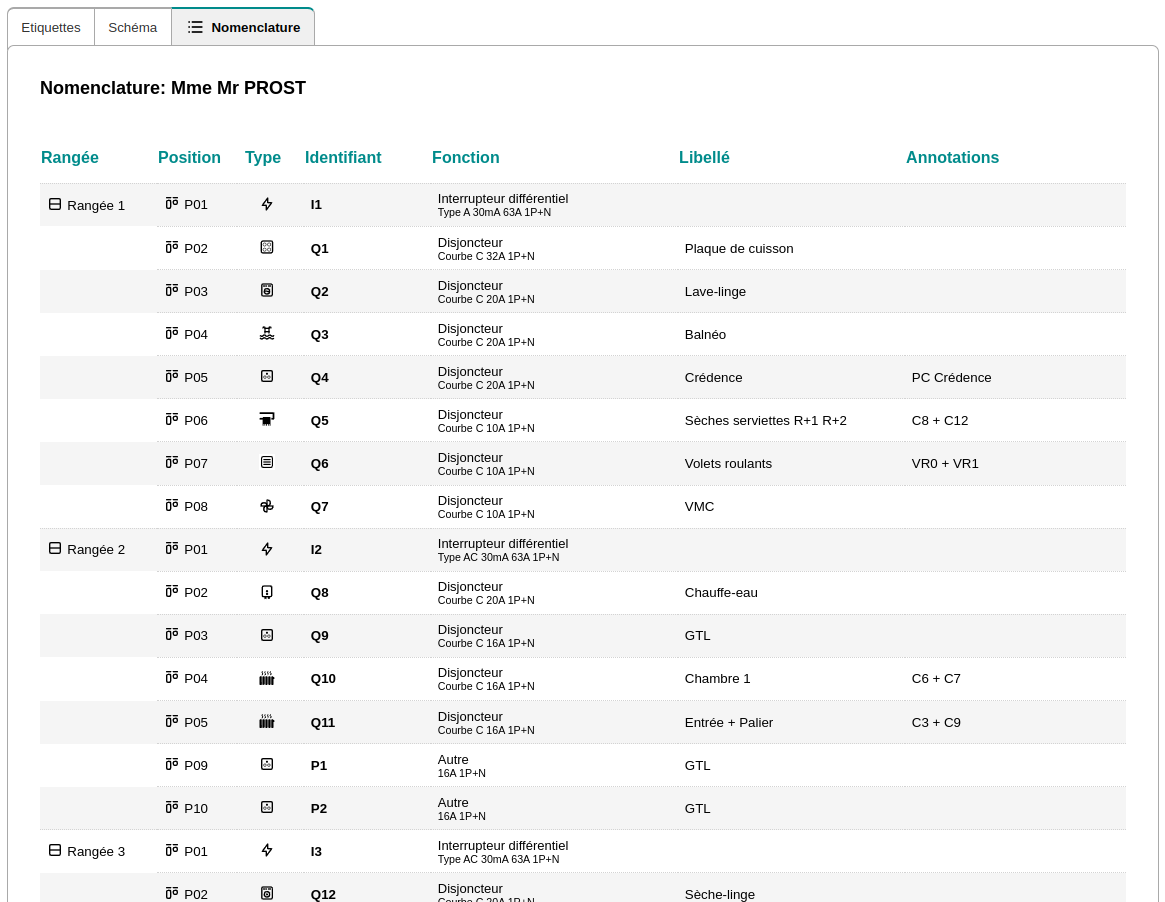 Etiquettes Schéma Nomenclature
Nomenclature: Mme Mr PROST
Rangée Position Type Identifiant Fonction Libellé Annotations
Rangée 1 P01 I1 Interrupteur différentiel
Type A 30mA 63A 1P+N
P02 Q1 Disjoncteur Plaque de cuisson
Courbe C 32A 1P+N
P03 Q2 Disjoncteur Lave-linge
Courbe C 20A 1P+N
P04 Q3 Disjoncteur Balnéo
Courbe C 20A 1P+N
P05 Q4 Disjoncteur Crédence PC Crédence
Courbe C 20A 1P+N
P06 Q5 Disjoncteur Sèches serviettes R+1 R+2 C8 + C12
Courbe C 10A 1P+N
P07 Q6 Disjoncteur Volets roulants VR0 + VR1
Courbe C 10A 1P+N
P08 Q7 Disjoncteur VMC
Courbe C 10A 1P+N
Rangée 2 P01 I2 Interrupteur différentiel
Type AC 30mA 63A 1P+N
P02 Q8 Disjoncteur Chauffe-eau
Courbe C 20A 1P+N
P03 Q9 Disjoncteur GTL
Courbe C 16A 1P+N
P04 Q10 Disjoncteur Chambre 1 C6 + C7
Courbe C 16A 1P+N
P05 Q11 Disjoncteur Entrée + Palier C3 + C9
Courbe C 16A 1P+N
P09 P1 Autre GTL
16A 1P+N
P10 P2 Autre GTL
16A 1P+N
Rangée 3 P01 I3 Interrupteur différentiel
Type AC 30mA 63A 1P+N
P02 Q12 Disjoncteur Sèche-linge
Courbe C 20A 1P+N